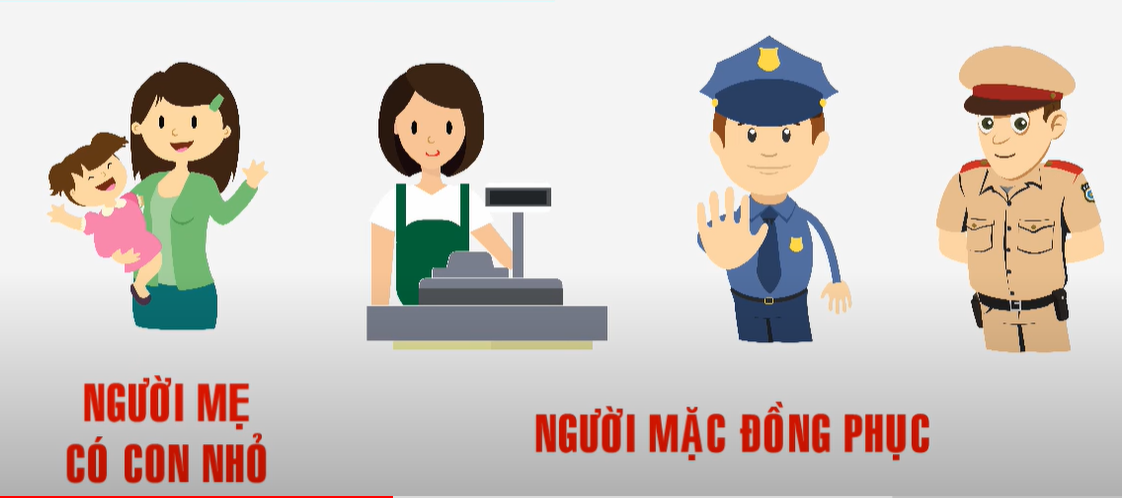 NGƯỜI MẸ
CÓ CON NHỎ
NGƯỜI MẶC ĐỒNG PHỤC